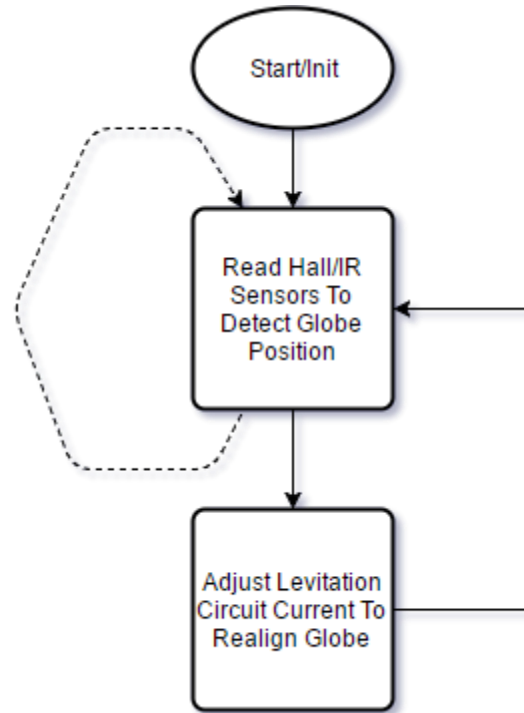 Start/Init
Read Hall/IR
Sensors To
Detect Globe
Position
Adjust Levitation
Circuit Current To
Realign Globe